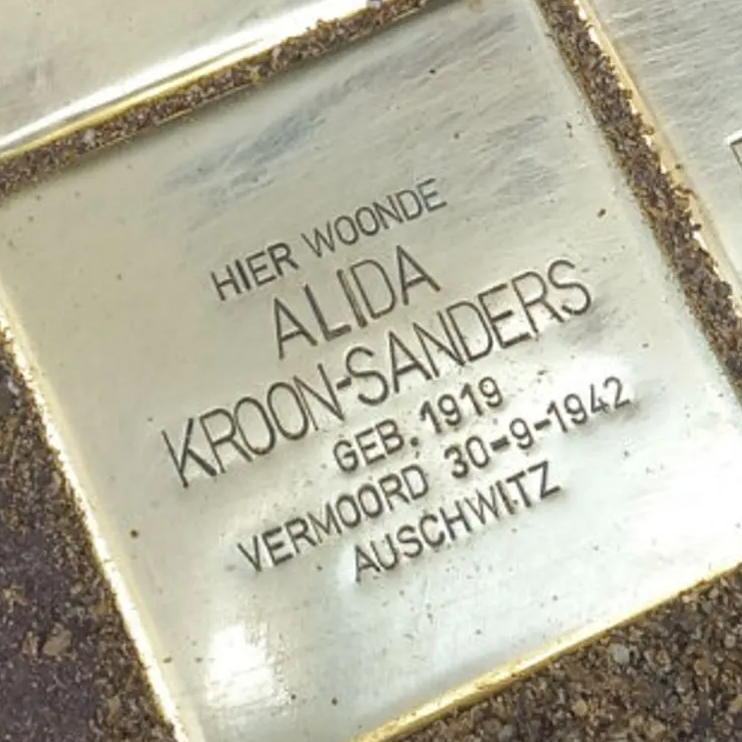 HIER WOONDE
ALIDA
KROON-SANDERS
GEB. 1919
VERMOORD 30-9-1942
AUSCHWITZ